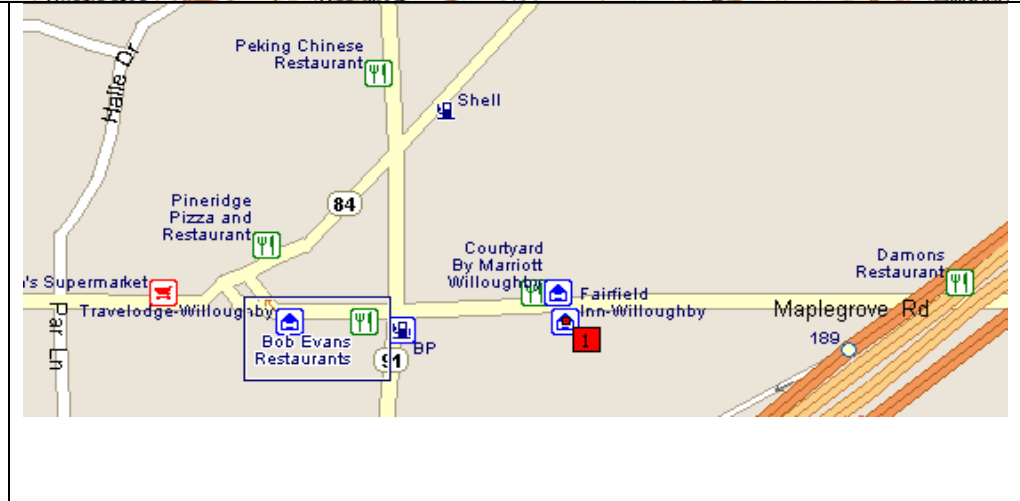 Peking Chinese
Restaurant
Shell
Halle Dr
84
Pineridge
Pizza and
Restaurant
Courtyard
By Marriott
Willoughby
Damons
Restaurant
's Supermarket
Travelodge-Willoughby
Fairfield
Inn-Willoughby
Maplegrove Rd
Par Ln
Bob Evans
Restaurants
BP
91
1
189